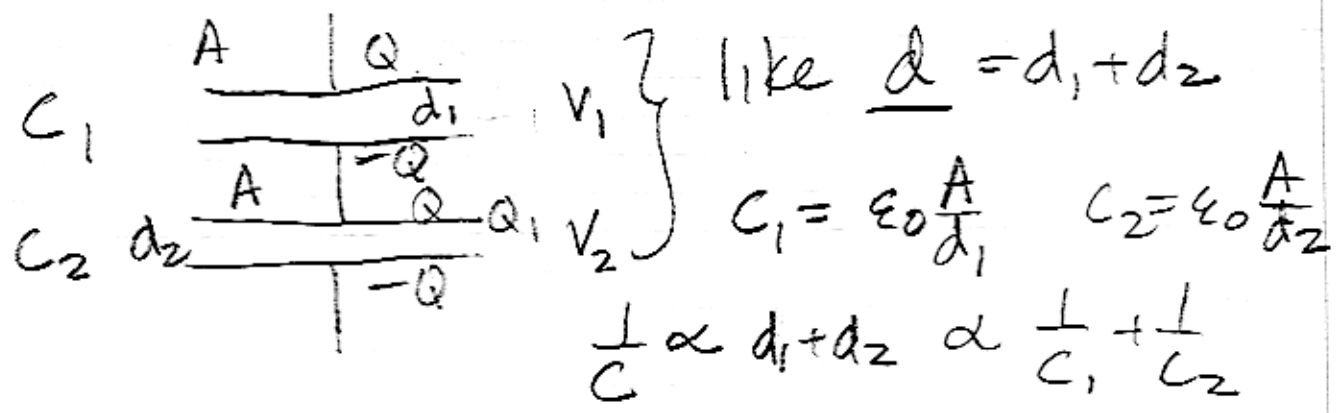 A Q
C₁ d₁ V₁ } like d = d₁+d₂
-Q
A Q Q₁ C₁ = ε₀ A/d₁ C₂ = ε₀ A/d₂
C₂ d₂ V₂
-Q
1/C ∝ d₁+d₂ ∝ 1/C₁ + 1/C₂